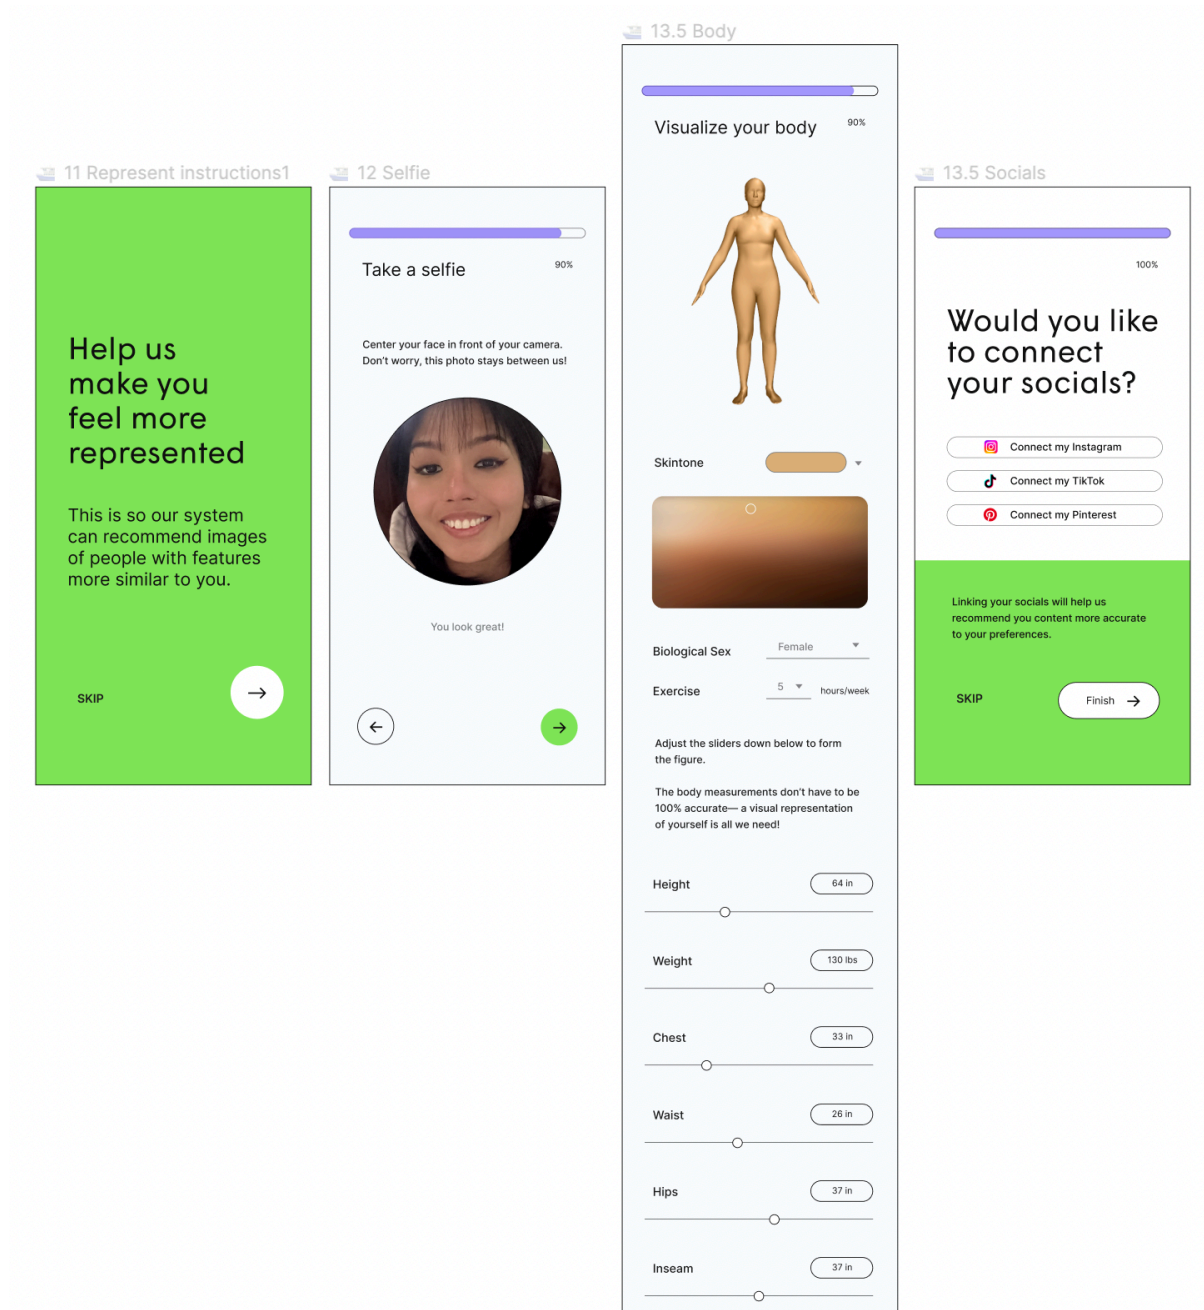 13.5 Body
90%
Visualize your body
11 Represent instructions1
12 Selfie
13.5 Socials
Help us
make you
feel more
represented
This is so our system
can recommend images
of people with features
more similar to you.
SKIP
Take a selfie
90%
Center your face in front of your camera.
Don't worry, this photo stays between us!
You look great!
Skintone
Biological Sex
Female
Exercise
5
hours/week
Adjust the sliders down below to form
the figure.
The body measurements don't have to be
100% accurate— a visual representation
of yourself is all we need!
Height
64 in
Weight
130 lbs
Chest
33 in
Waist
26 in
Hips
37 in
Inseam
37 in
100%
Would you like
to connect
your socials?
Connect my Instagram
Connect my TikTok
Connect my Pinterest
Linking your socials will help us
recommend you content more accurate
to your preferences.
SKIP
Finish